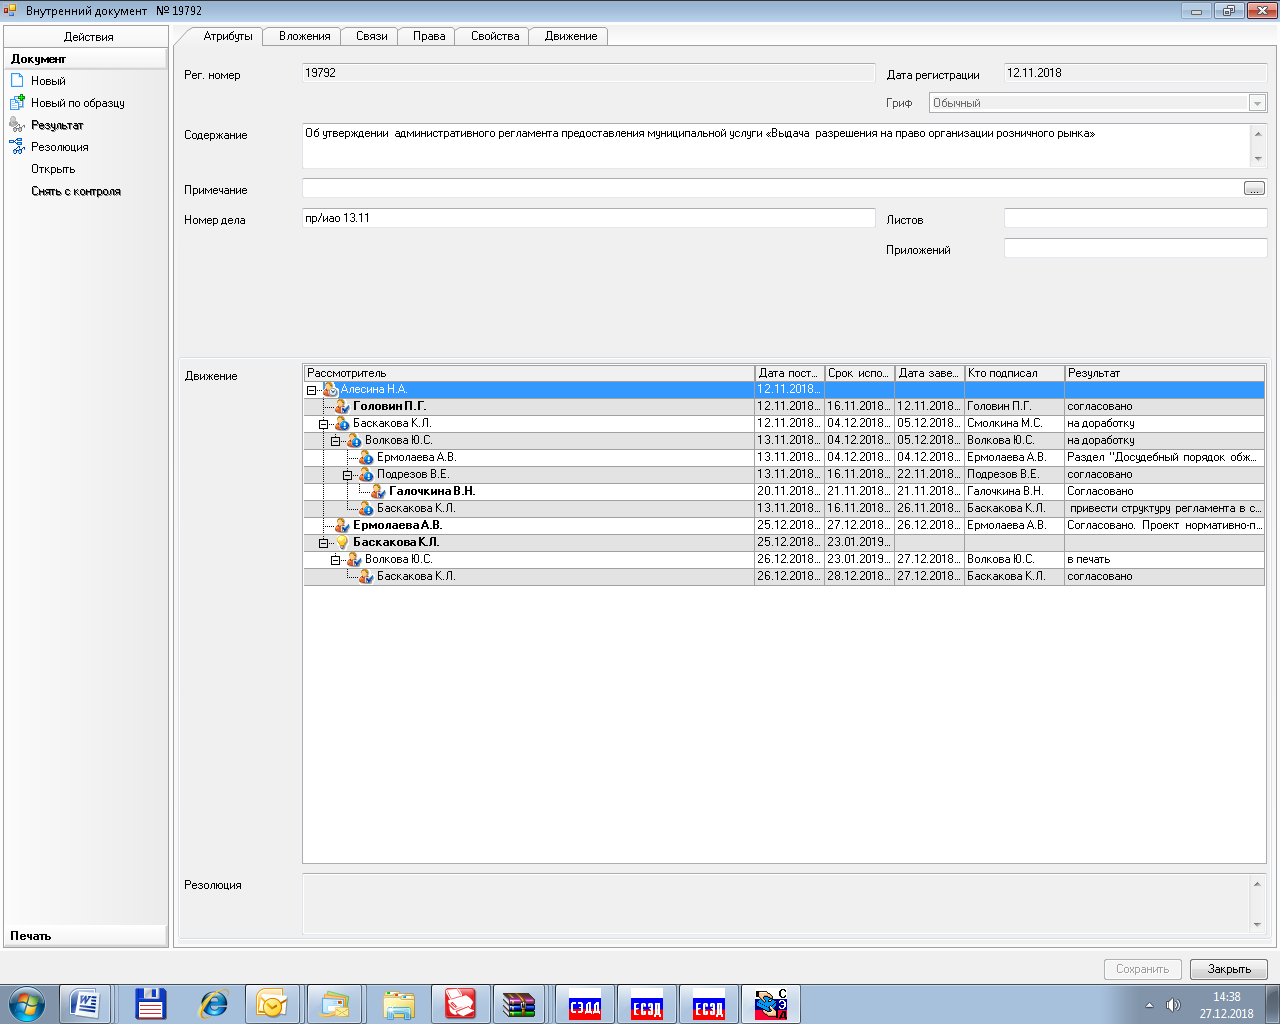 Внутренний документ № 19792
Действия
Документ
Новый
Новый по образцу
Результат
Резолюция
Открыть
Снять с контроля
Печать
Атрибуты Вложения Связи Права Свойства Движение
Рег. номер 19792 Дата регистрации 12.11.2018
Гриф Обычный
Содержание Об утверждении административного регламента предоставления муниципальной услуги «Выдача разрешения на право организации розничного рынка»
Примечание ...
Номер дела пр/иао 13.11 Листов
Приложений
Движение
Рассмотритель Дата пост... Срок испо... Дата заве... Кто подписал Результат
Алесина Н.А. 12.11.2018...
Головин П.Г. 12.11.2018... 16.11.2018... 12.11.2018... Головин П.Г. согласовано
Баскакова К.Л. 12.11.2018... 04.12.2018... 05.12.2018... Смолкина М.С. на доработку
Волкова Ю.С. 13.11.2018... 04.12.2018... 05.12.2018... Волкова Ю.С. на доработку
Ермолаева А.В. 13.11.2018... 04.12.2018... 04.12.2018... Ермолаева А.В. Раздел "Досудебный порядок обж...
Подрезов В.Е. 13.11.2018... 16.11.2018... 22.11.2018... Подрезов В.Е. согласовано
Галочкина В.Н. 20.11.2018... 21.11.2018... 21.11.2018... Галочкина В.Н. Согласовано
Баскакова К.Л. 13.11.2018... 16.11.2018... 26.11.2018... Баскакова К.Л. привести структуру регламента в с...
Ермолаева А.В. 25.12.2018... 27.12.2018... 26.12.2018... Ермолаева А.В. Согласовано. Проект нормативно-п...
Баскакова К.Л. 25.12.2018... 23.01.2019...
Волкова Ю.С. 26.12.2018... 23.01.2019... 27.12.2018... Волкова Ю.С. в печать
Баскакова К.Л. 26.12.2018... 28.12.2018... 27.12.2018... Баскакова К.Л. согласовано
Резолюция
Сохранить Закрыть
СЭДД ЕСЭД ЕСЭД СЭД
14:38
27.12.2018